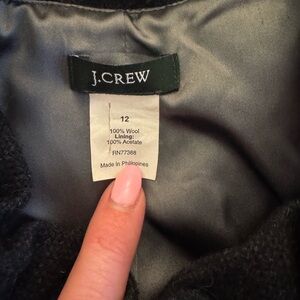 J.CREW
12
100% Wool
Lining:
100% Acetate
RN77388
Made in Philippines